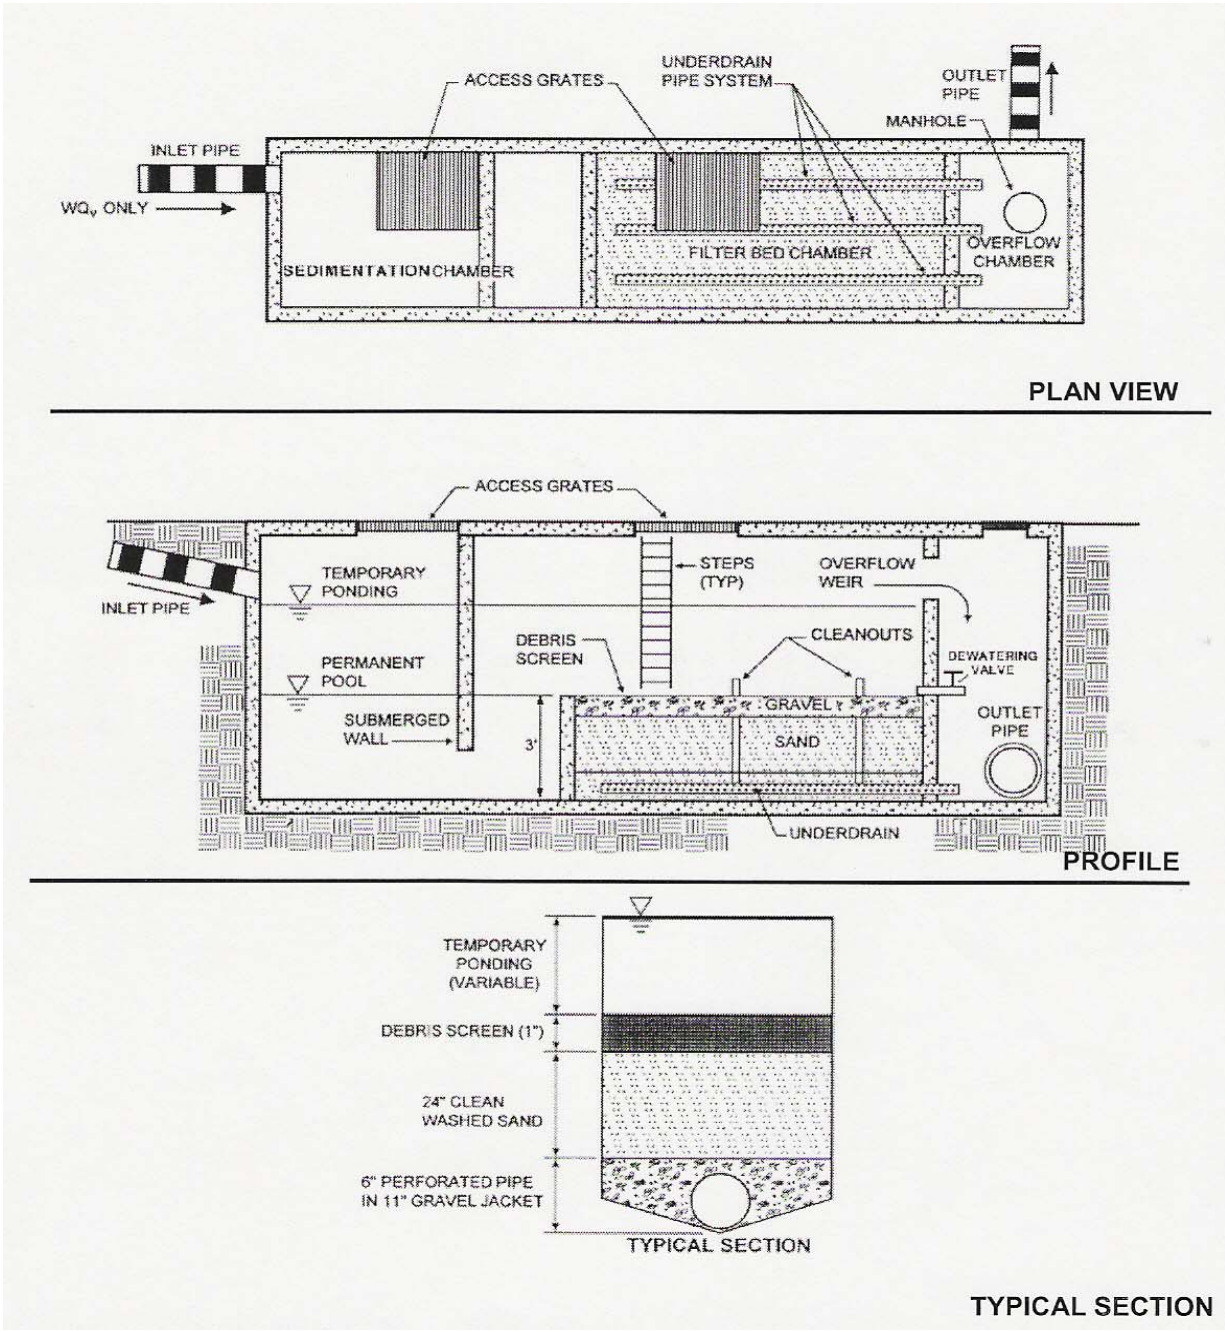 UNDERDRAIN
PIPE SYSTEM
ACCESS GRATES
OUTLET
PIPE
MANHOLE
INLET PIPE
WQv ONLY
SEDIMENTATION CHAMBER
FILTER BED CHAMBER
OVERFLOW
CHAMBER
PLAN VIEW
ACCESS GRATES
STEPS
(TYP)
OVERFLOW
WEIR
TEMPORARY
PONDING
INLET PIPE
DEBRIS
SCREEN
CLEANOUTS
DEWATERING
VALVE
PERMANENT
POOL
GRAVEL
SUBMERGED
WALL
3'
SAND
OUTLET
PIPE
UNDERDRAIN
PROFILE
TEMPORARY
PONDING
(VARIABLE)
DEBRIS SCREEN (1")
24" CLEAN
WASHED SAND
6" PERFORATED PIPE
IN 11" GRAVEL JACKET
TYPICAL SECTION
TYPICAL SECTION